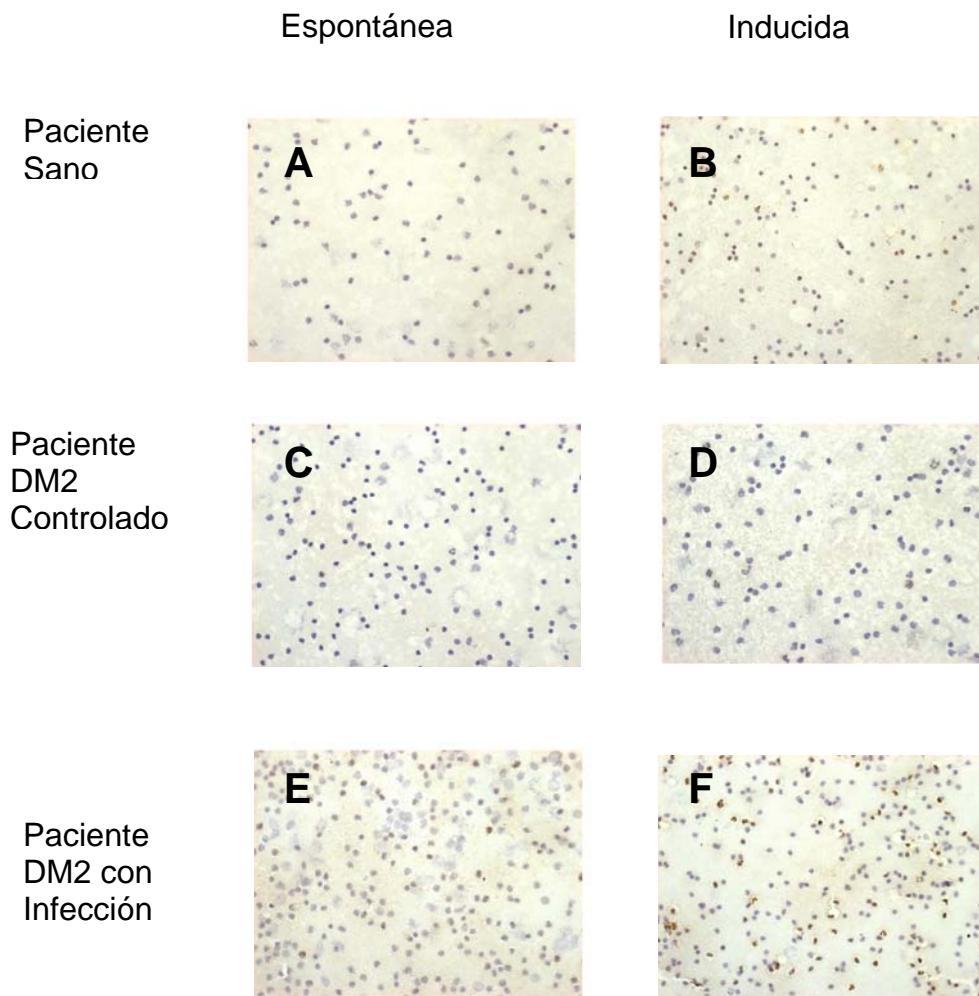 Espontánea Inducida
Paciente
Sano
A B
Paciente
DM2
Controlado
C D
Paciente
DM2 con
Infección
E F